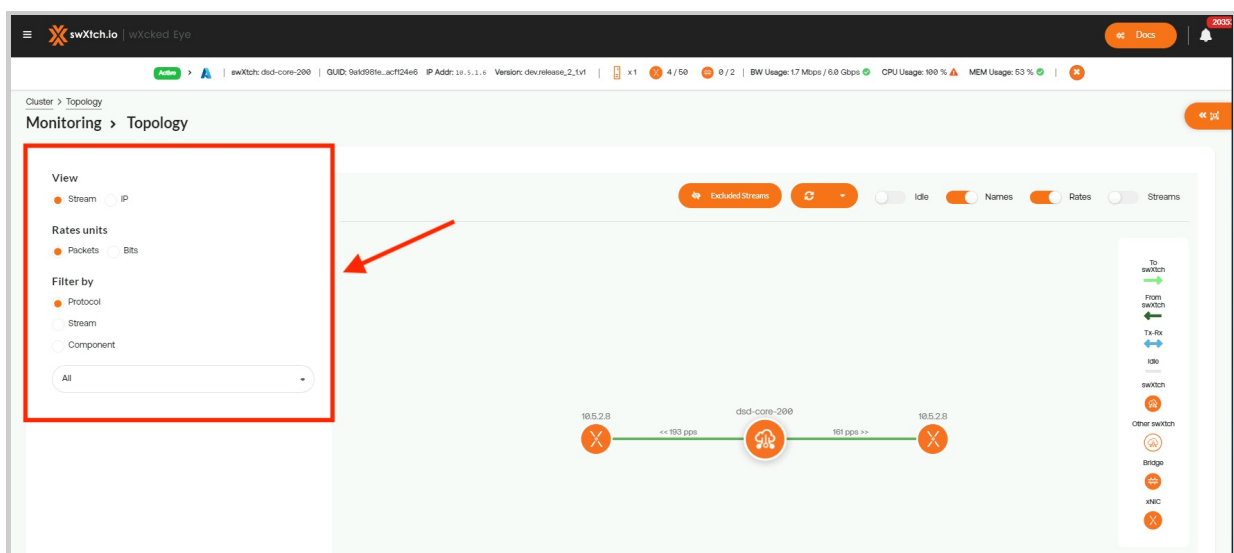 swXtch.io | wXcked Eye
Docs
2035
Active > | swXtch: dsd-core-200 | GUID: 9a1d981e_acf124e6 IP Addr: 10.5.1.6 Version: dev.release_2_1.v1 | x1 4 / 50 0 / 2 | BW Usage: 1.7 Mbps / 6.0 Gbps CPU Usage: 100 % MEM Usage: 53 % |
Cluster > Topology
Monitoring > Topology
View
Stream IP
Rates units
Packets Bits
Filter by
Protocol
Stream
Component
All
Excluded Streams
Idle Names Rates Streams
10.5.2.8
<< 193 pps
dsd-core-200
161 pps >>
10.5.2.8
To
swXtch
From
swXtch
Tx-Rx
Idle
swXtch
Other swXtch
Bridge
xNIC